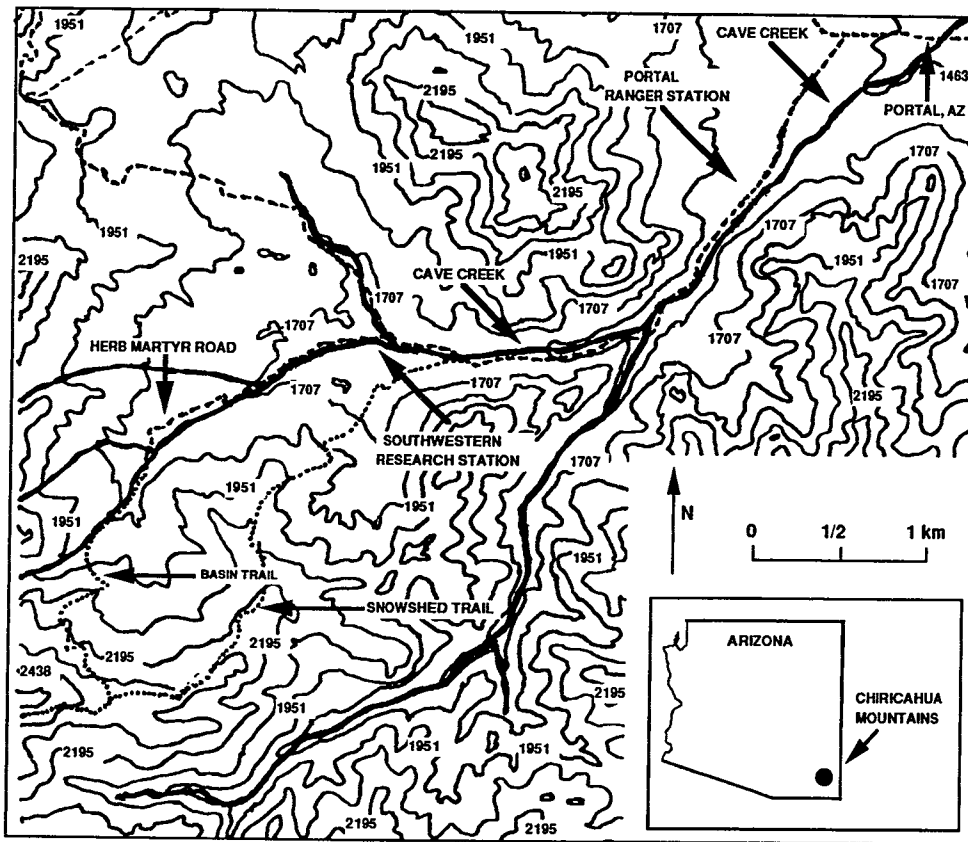 1951
1707
CAVE CREEK
2195
PORTAL
RANGER STATION
1463
PORTAL, AZ
1951
2195
1707
2195
1951
1951
2195
1951
1707
CAVE CREEK
1707
1707
1707
1707
HERB MARTYR ROAD
1707
1707
2195
SOUTHWESTERN
RESEARCH STATION
1707
N
0 1/2 1 km
1951
1951
1951
1951
BASIN TRAIL
SNOWSHED TRAIL
ARIZONA
2195
2195
2438
2195
CHIRICAHUA
MOUNTAINS
1951
2195
1951
1951
2195
2195